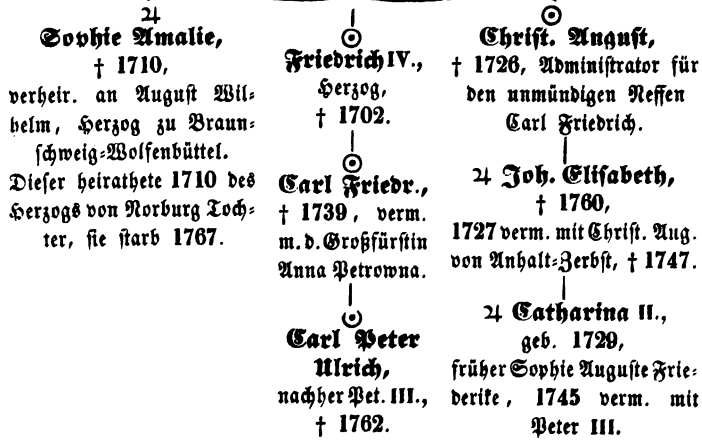 ♃
Sophie Amalie,
† 1710,
verheir. an August Wil⸗
helm, Herzog zu Braun⸗
schweig⸗Wolfenbüttel.
Dieser heirathete 1710 des
Herzogs von Norburg Toch⸗
ter, sie starb 1767.
☉
Friedrich IV.,
Herzog,
† 1702.
☉
Carl Friedr.,
† 1739, verm.
m. d. Großfürstin
Anna Petrowna.
☉
Carl Peter
Ulrich,
nachher Pet. III.,
† 1762.
☉
Christ. August,
† 1726, Administrator für
den unmündigen Neffen
Carl Friedrich.
♃ Joh. Elisabeth,
† 1760,
1727 verm. mit Christ. Aug.
von Anhalt⸗Zerbst, † 1747.
♃ Catharina II.,
geb. 1729,
früher Sophie Auguste Frie⸗
derike, 1745 verm. mit
Peter III.